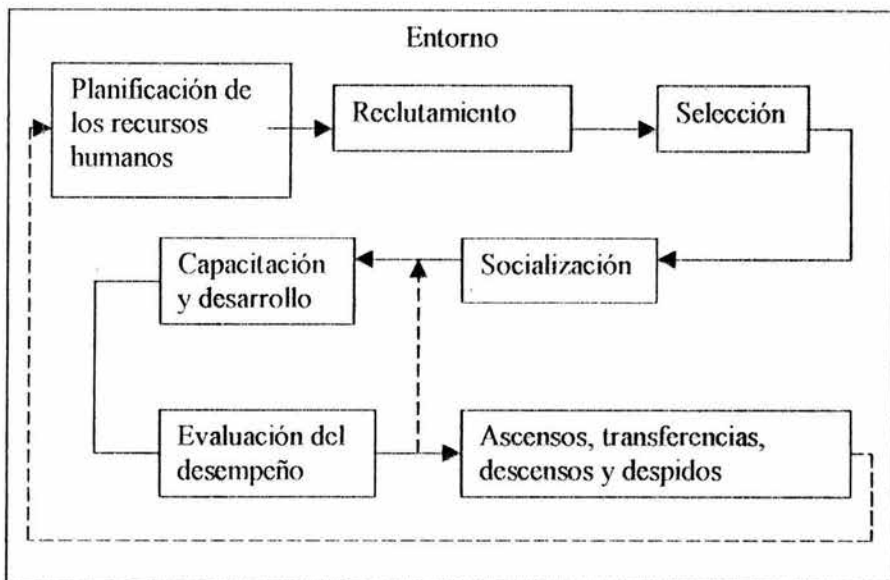 Entorno
Planificación de
los recursos
humanos
Reclutamiento
Selección
Socialización
Capacitación
y desarrollo
Evaluación del
desempeño
Ascensos, transferencias,
descensos y despidos